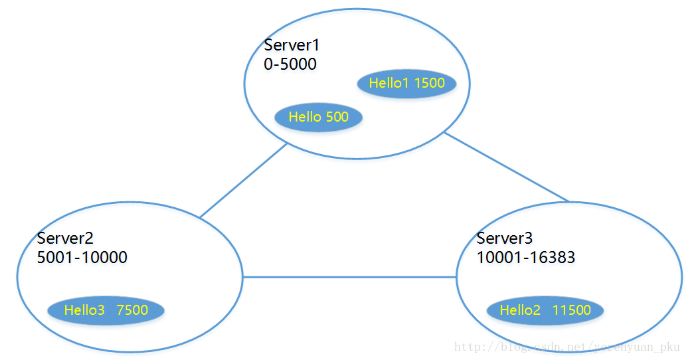 Server1
0-5000
Hello1 1500
Hello 500
Server2
5001-10000
Hello3 7500
Server3
10001-16383
Hello2 11500